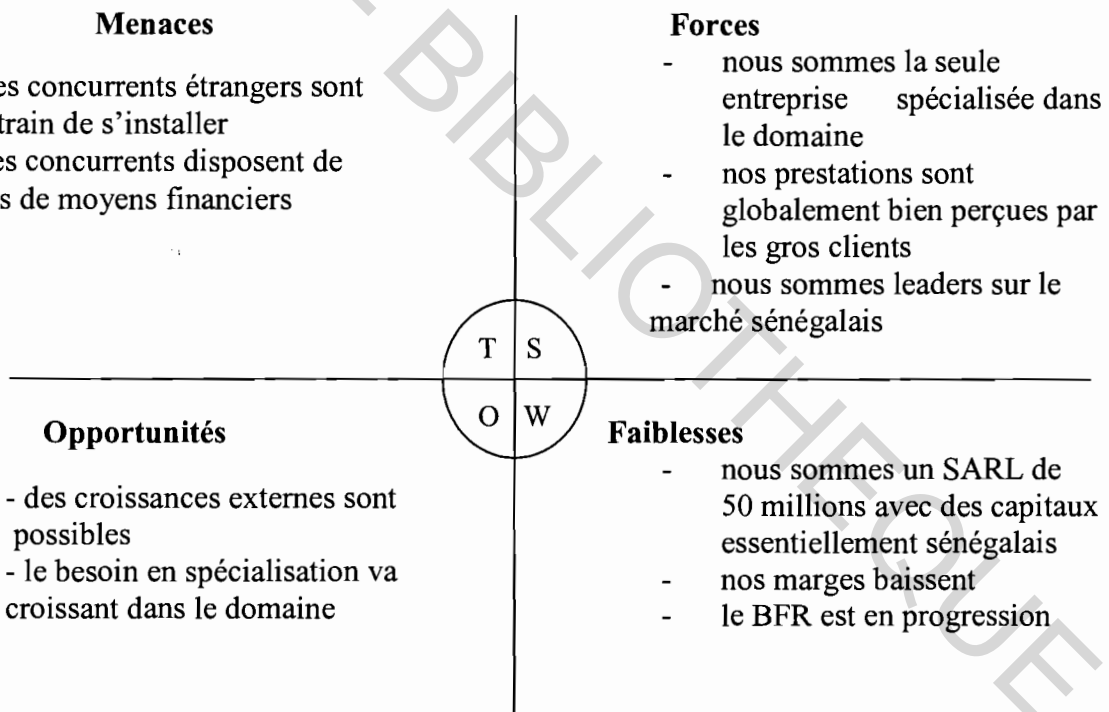 Menaces
es concurrents étrangers sont
train de s'installer
es concurrents disposent de
s de moyens financiers
Forces
- nous sommes la seule
entreprise spécialisée dans
le domaine
- nos prestations sont
globalement bien perçues par
les gros clients
- nous sommes leaders sur le
marché sénégalais
T S
O W
Opportunités
- des croissances externes sont
possibles
- le besoin en spécialisation va
croissant dans le domaine
Faiblesses
- nous sommes un SARL de
50 millions avec des capitaux
essentiellement sénégalais
- nos marges baissent
- le BFR est en progression
BIBLIOTHEQUE